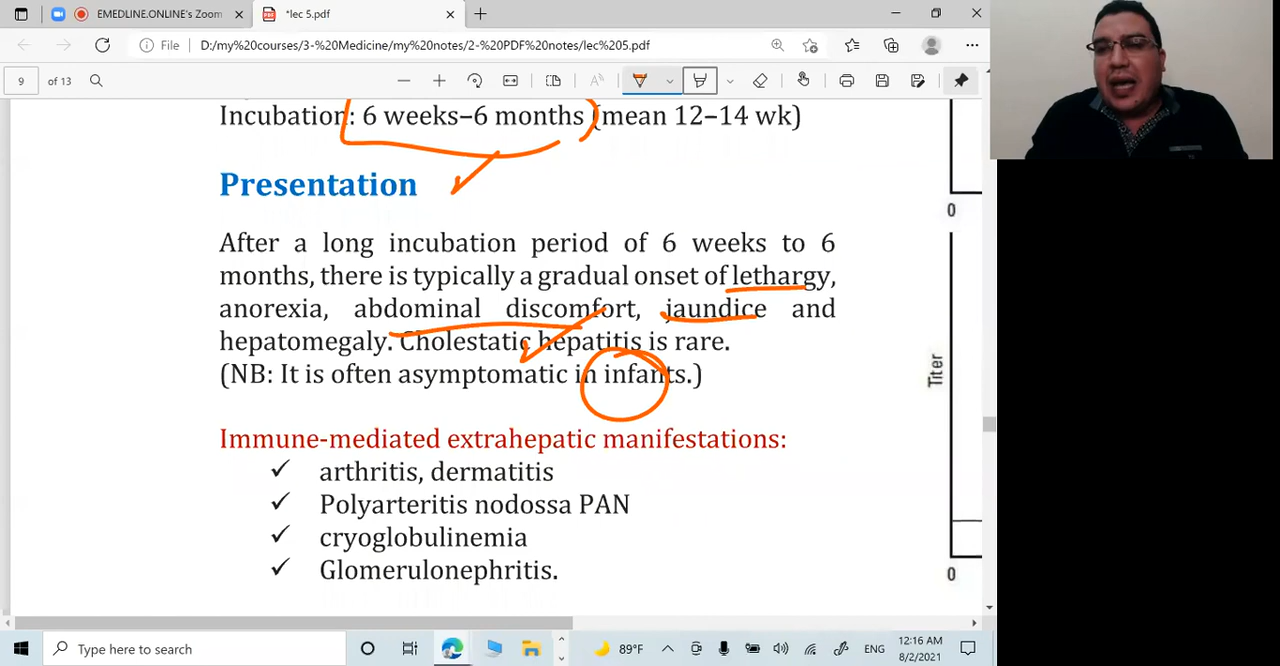 EMEDLINE.ONLINE's Zoom
*lec 5.pdf
File
D:/my%20courses/3-%20Medicine/my%20notes/2-%20PDF%20notes/lec%205.pdf
9 of 13
Incubation: 6 weeks–6 months (mean 12–14 wk)
Presentation
After a long incubation period of 6 weeks to 6
months, there is typically a gradual onset of lethargy,
anorexia, abdominal discomfort, jaundice and
hepatomegaly. Cholestatic hepatitis is rare.
(NB: It is often asymptomatic in infants.)
Immune-mediated extrahepatic manifestations:
✓ arthritis, dermatitis
✓ Polyarteritis nodossa PAN
✓ cryoglobulinemia
✓ Glomerulonephritis.
0
Titer
0
Type here to search
89°F
ENG
12:16 AM
8/2/2021